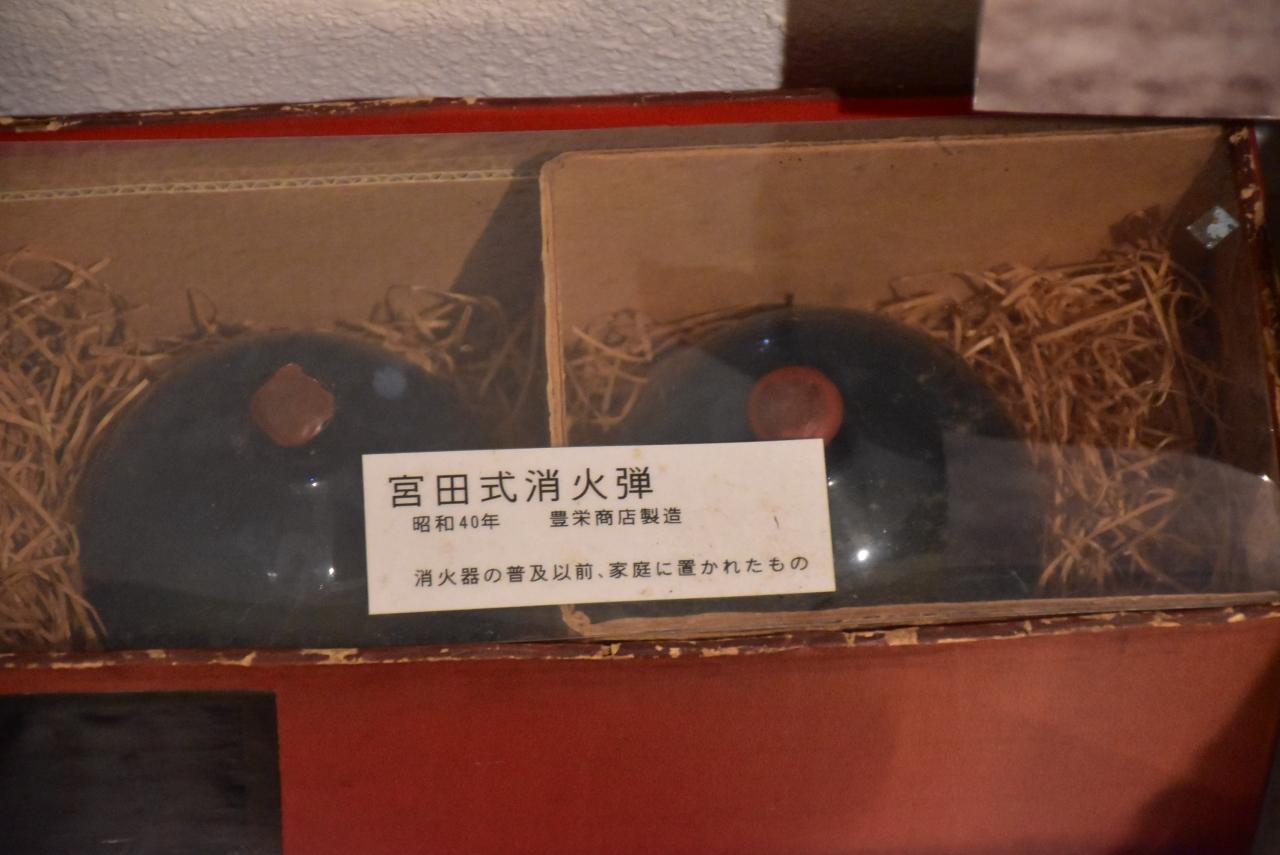 宮田式消火弾
昭和40年　豊栄商店製造
消火器の普及以前、家庭に置かれたもの